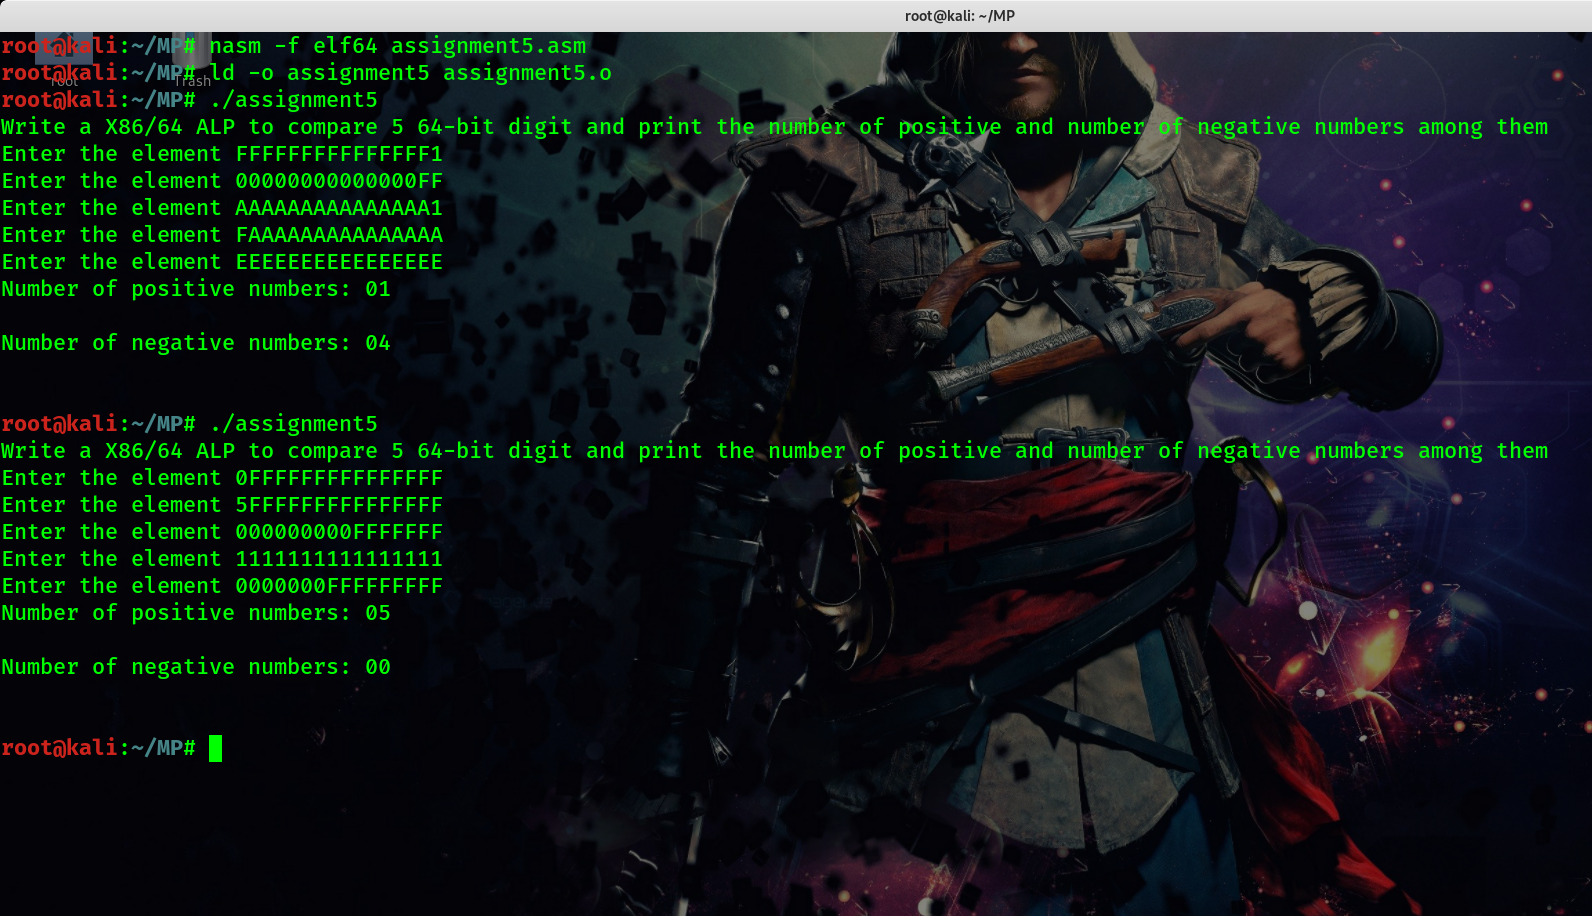 root@kali: ~/MP
root@kali:~/MP# nasm -f elf64 assignment5.asm
root@kali:~/MP# ld -o assignment5 assignment5.o
root Trash
root@kali:~/MP# ./assignment5
Write a X86/64 ALP to compare 5 64-bit digit and print the number of positive and number of negative numbers among them
Enter the element FFFFFFFFFFFFFFF1
Enter the element 00000000000000FF
Enter the element AAAAAAAAAAAAAAA1
Enter the element FAAAAAAAAAAAAAAA
Enter the element EEEEEEEEEEEEEEEE
Number of positive numbers: 01
Number of negative numbers: 04
root@kali:~/MP# ./assignment5
Write a X86/64 ALP to compare 5 64-bit digit and print the number of positive and number of negative numbers among them
Enter the element 0FFFFFFFFFFFFFFF
Enter the element 5FFFFFFFFFFFFFFF
Enter the element 000000000FFFFFFF
Enter the element 1111111111111111
Enter the element 0000000FFFFFFFFF
Number of positive numbers: 05
Number of negative numbers: 00
root@kali:~/MP#